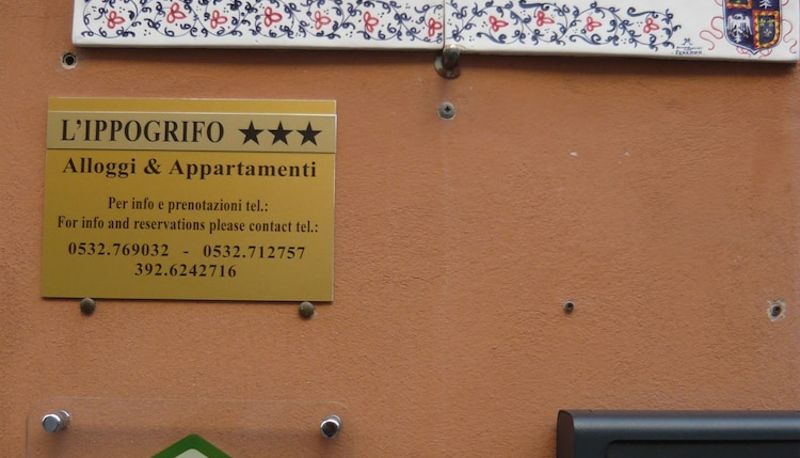 L'IPPOGRIFO ★★★
Alloggi & Appartamenti
Per info e prenotazioni tel.:
For info and reservations please contact tel.:
0532.769032 - 0532.712757
392.6242716